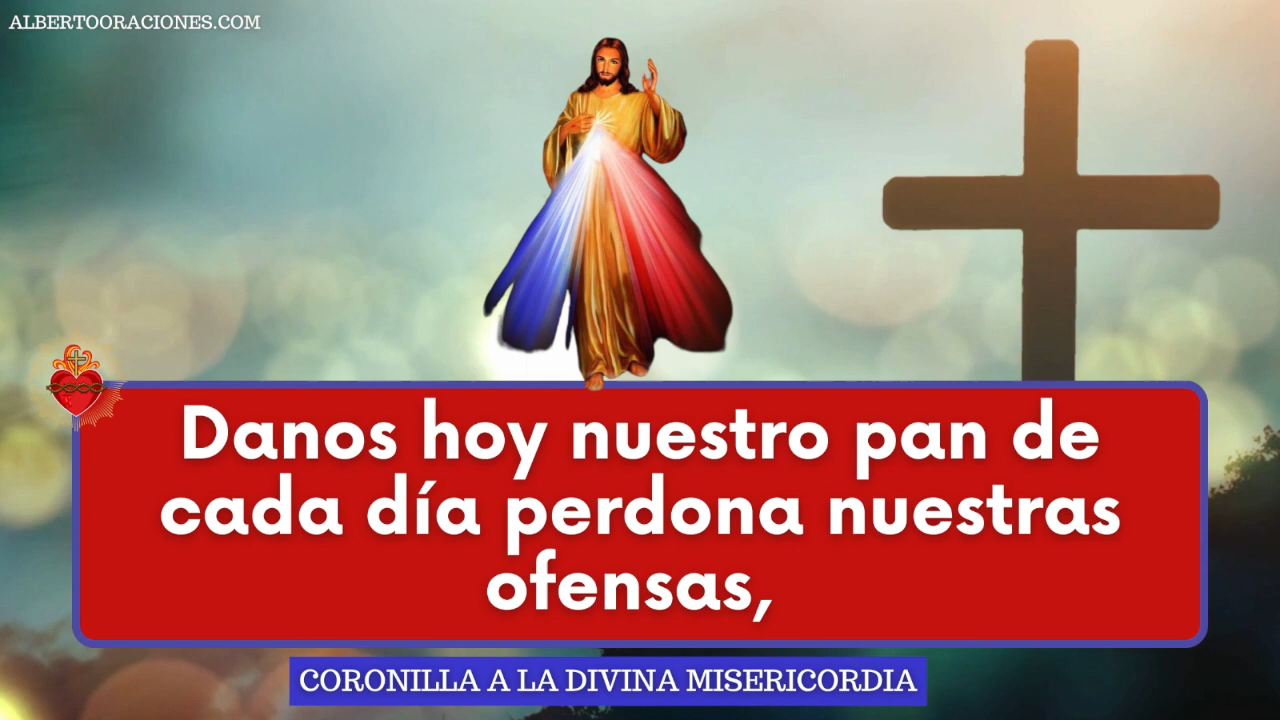 ALBERTOORACIONES.COM
Danos hoy nuestro pan de
cada día perdona nuestras
ofensas,
CORONILLA A LA DIVINA MISERICORDIA